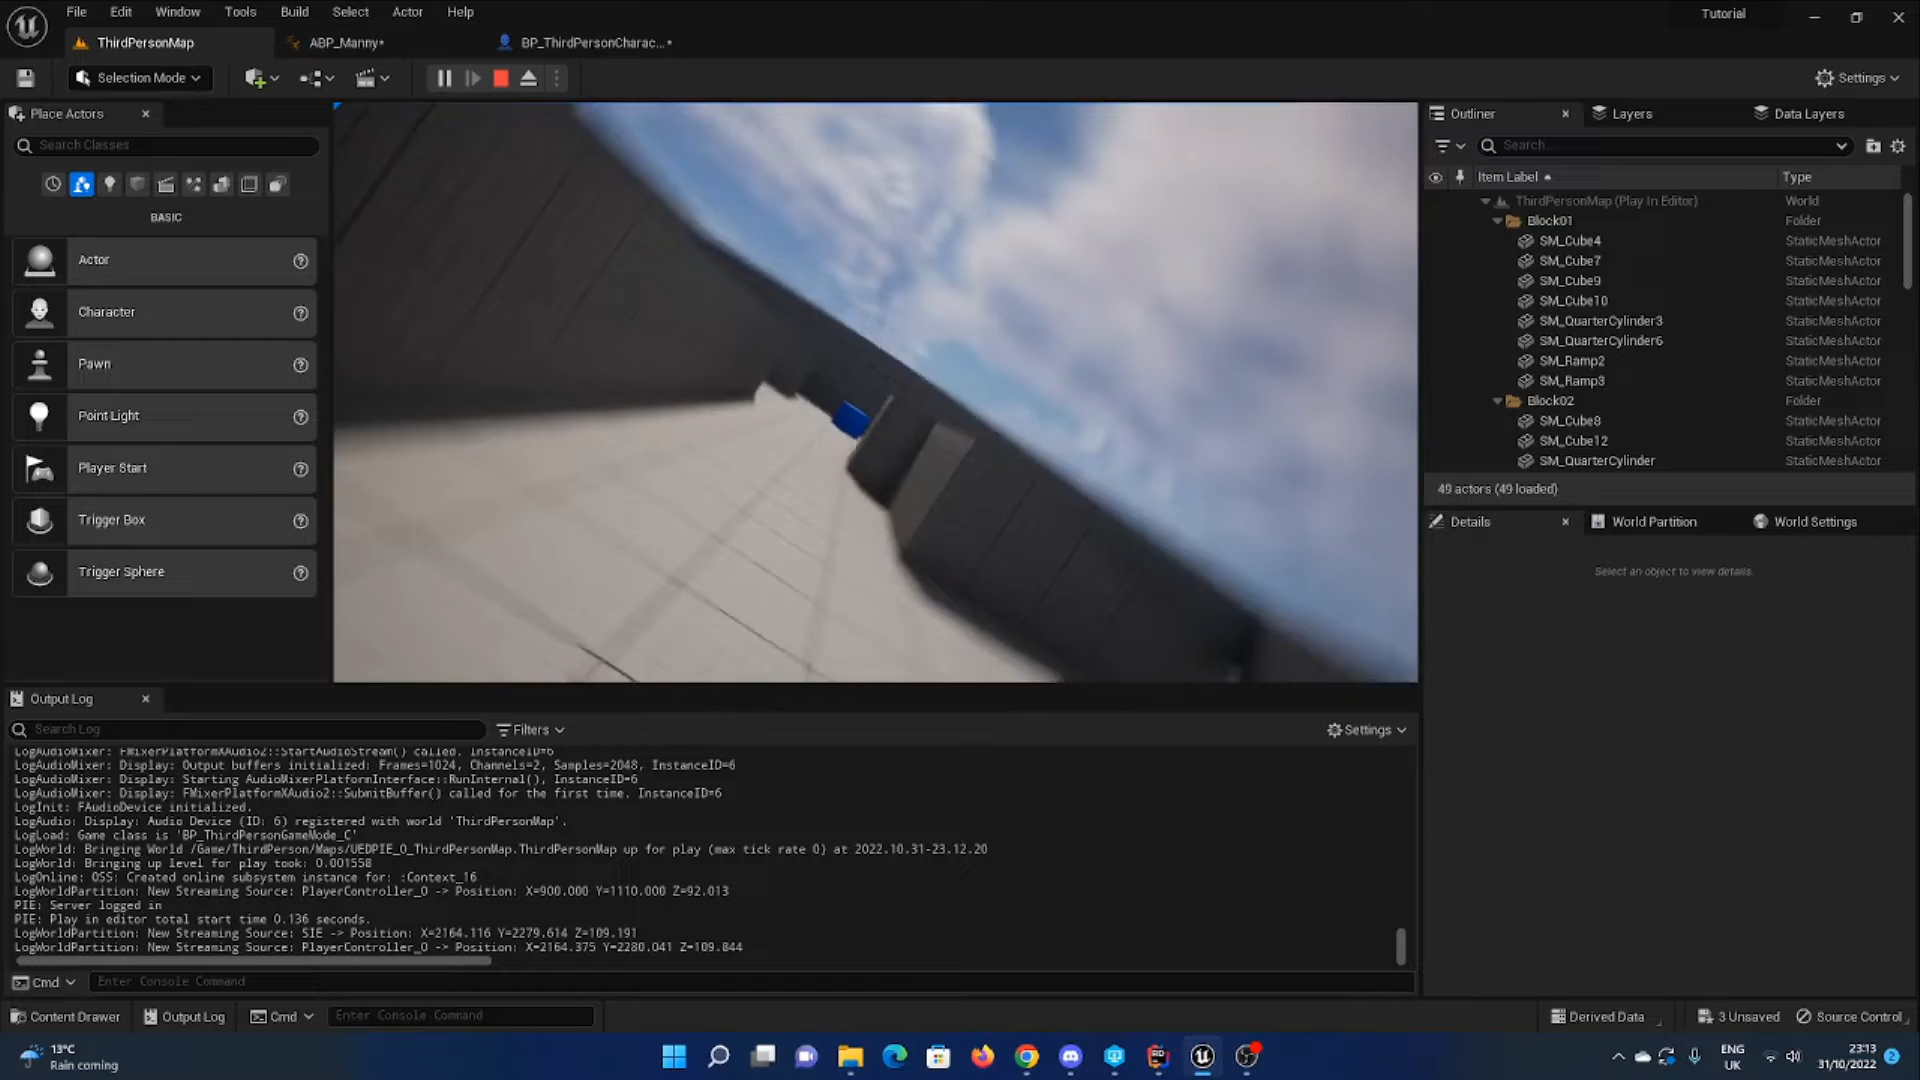 File Edit Window Tools Build Select Actor Help
Tutorial
ThirdPersonMap
ABP_Manny*
BP_ThirdPersonCharac...*
Selection Mode
Settings
Place Actors
Search Classes
BASIC
Actor
Character
Pawn
Point Light
Player Start
Trigger Box
Trigger Sphere
Outliner
Layers
Data Layers
Search...
Item Label
Type
ThirdPersonMap (Play In Editor) World
Block01 Folder
SM_Cube4 StaticMeshActor
SM_Cube7 StaticMeshActor
SM_Cube9 StaticMeshActor
SM_Cube10 StaticMeshActor
SM_QuarterCylinder3 StaticMeshActor
SM_QuarterCylinder6 StaticMeshActor
SM_Ramp2 StaticMeshActor
SM_Ramp3 StaticMeshActor
Block02 Folder
SM_Cube8 StaticMeshActor
SM_Cube12 StaticMeshActor
SM_QuarterCylinder StaticMeshActor
49 actors (49 loaded)
Details
World Partition
World Settings
Select an object to view details.
Output Log
Search Log
Filters
Settings
LogAudioMixer: FMixerPlatformXAudio2::StartAudioStream() called. InstanceID=6
LogAudioMixer: Display: Output buffers initialized: Frames=1024, Channels=2, Samples=2048, InstanceID=6
LogAudioMixer: Display: Starting AudioMixerPlatformInterface::RunInternal(), InstanceID=6
LogAudioMixer: Display: FMixerPlatformXAudio2::SubmitBuffer() called for the first time. InstanceID=6
LogInit: FAudioDevice initialized.
LogAudio: Display: Audio Device (ID: 6) registered with world 'ThirdPersonMap'.
LogLoad: Game class is 'BP_ThirdPersonGameMode_C'
LogWorld: Bringing World /Game/ThirdPerson/Maps/UEDPIE_0_ThirdPersonMap.ThirdPersonMap up for play (max tick rate 0) at 2022.10.31-23.12.20
LogWorld: Bringing up level for play took: 0.001558
LogOnline: OSS: Created online subsystem instance for: :Context_16
LogWorldPartition: New Streaming Source: PlayerController_0 -> Position: X=900.000 Y=1110.000 Z=92.013
PIE: Server logged in
PIE: Play in editor total start time 0.136 seconds.
LogWorldPartition: New Streaming Source: SIE -> Position: X=2164.116 Y=2279.614 Z=109.191
LogWorldPartition: New Streaming Source: PlayerController_0 -> Position: X=2164.375 Y=2280.041 Z=109.844
Cmd
Enter Console Command
Content Drawer
Output Log
Cmd
Enter Console Command
Derived Data
3 Unsaved
Source Control
13°C
Rain coming
ENG
UK
23:13
31/10/2022
2